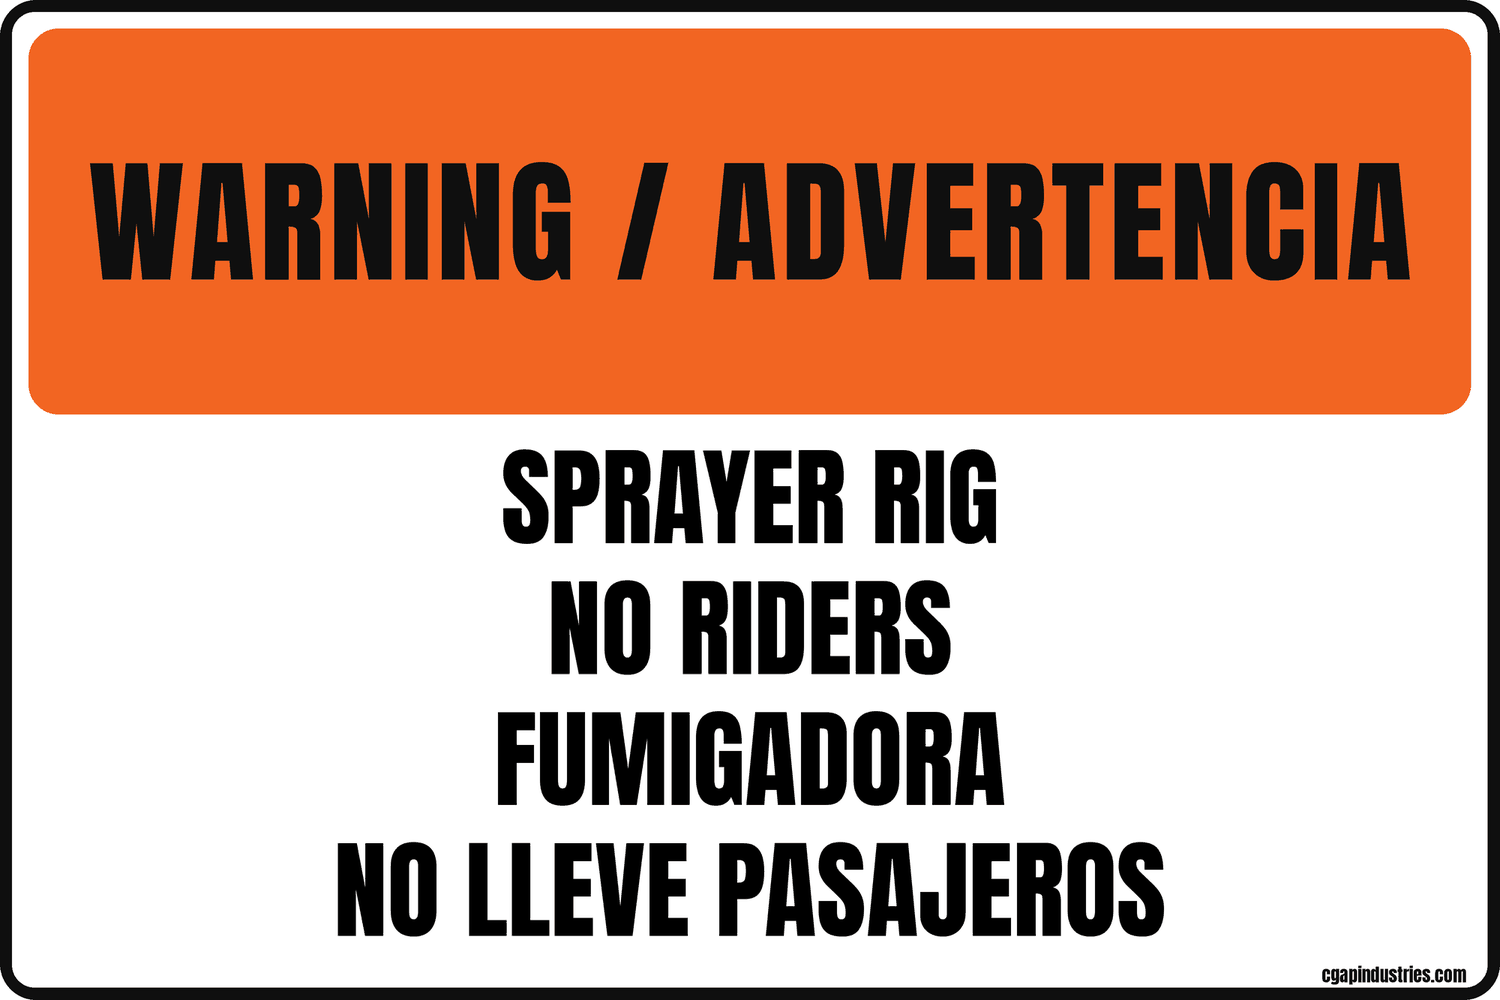 WARNING / ADVERTENCIA
SPRAYER RIG
NO RIDERS
FUMIGADORA
NO LLEVE PASAJEROS
cgapindustries.com